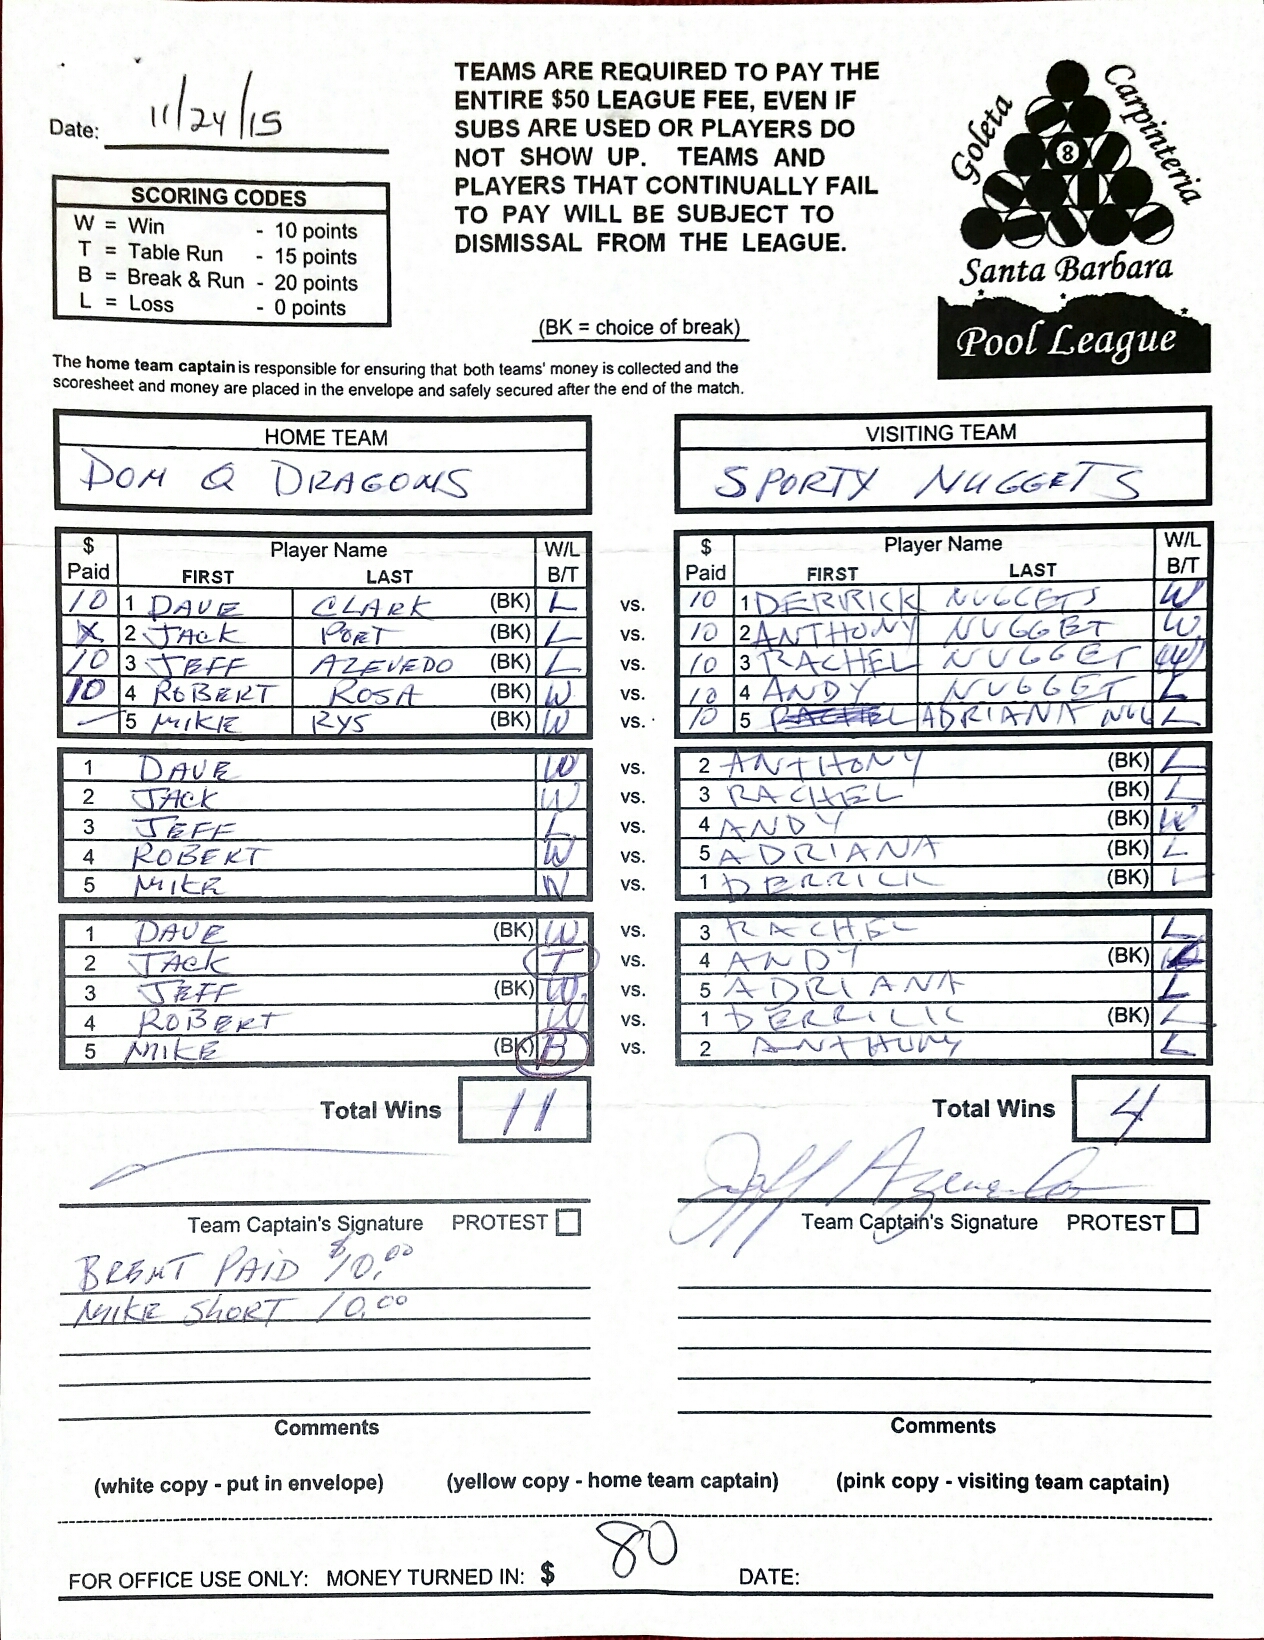 Date: 11/24/15
SCORING CODES
W = Win - 10 points
T = Table Run - 15 points
B = Break & Run - 20 points
L = Loss - 0 points
TEAMS ARE REQUIRED TO PAY THE
ENTIRE $50 LEAGUE FEE, EVEN IF
SUBS ARE USED OR PLAYERS DO
NOT SHOW UP. TEAMS AND
PLAYERS THAT CONTINUALLY FAIL
TO PAY WILL BE SUBJECT TO
DISMISSAL FROM THE LEAGUE.
(BK = choice of break)
Goleta
Carpinteria
8
Santa Barbara
Pool League
The home team captain is responsible for ensuring that both teams' money is collected and the
scoresheet and money are placed in the envelope and safely secured after the end of the match.
HOME TEAM VISITING TEAM
DOM Q DRAGONS SPORTY NUGGETS
$ Paid Player Name FIRST LAST W/L B/T $ Paid Player Name FIRST LAST W/L B/T
10 1 DAVE CLARK (BK) L vs. 10 1 DERRICK NUGGETS W
X 2 JACK PORT (BK) L vs. 10 2 ANTHONY NUGGET W
10 3 JEFF AZEVEDO (BK) L vs. 10 3 RACHEL NUGGET W
10 4 ROBERT ROSA (BK) W vs. 10 4 ANDY NUGGET L
5 MIKE RYS (BK) W vs. 10 5 ADRIANA NUG L
1 DAVE W vs. 2 ANTHONY (BK) L
2 JACK W vs. 3 RACHEL (BK) L
3 JEFF L vs. 4 ANDY (BK) W
4 ROBERT W vs. 5 ADRIANA (BK) L
5 MIKE W vs. 1 DERRICK (BK) L
1 DAVE (BK) W vs. 3 RACHEL L
2 JACK T vs. 4 ANDY (BK) L
3 JEFF (BK) W vs. 5 ADRIANA L
4 ROBERT W vs. 1 DERRICK (BK) L
5 MIKE (BK) B vs. 2 ANTHONY L
Total Wins 11 Total Wins 4
Jeff Azevedo
Team Captain's Signature PROTEST Team Captain's Signature PROTEST
BRENT PAID $10.00
MIKE SHORT 10.00
Comments Comments
(white copy - put in envelope) (yellow copy - home team captain) (pink copy - visiting team captain)
FOR OFFICE USE ONLY: MONEY TURNED IN: $ 80 DATE: